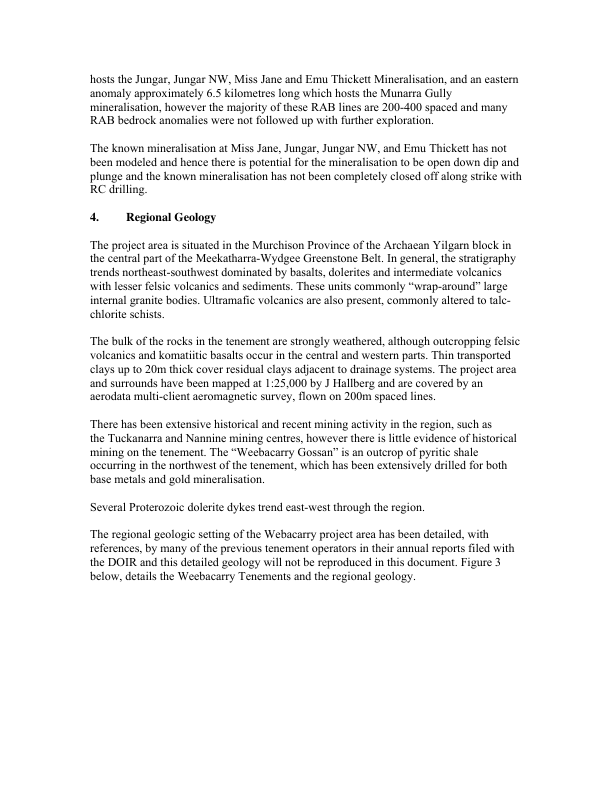 hosts the Jungar, Jungar NW, Miss Jane and Emu Thickett Mineralisation, and an eastern
anomaly approximately 6.5 kilometres long which hosts the Munarra Gully
mineralisation, however the majority of these RAB lines are 200-400 spaced and many
RAB bedrock anomalies were not followed up with further exploration.
The known mineralisation at Miss Jane, Jungar, Jungar NW, and Emu Thickett has not
been modeled and hence there is potential for the mineralisation to be open down dip and
plunge and the known mineralisation has not been completely closed off along strike with
RC drilling.
4. Regional Geology
The project area is situated in the Murchison Province of the Archaean Yilgarn block in
the central part of the Meekatharra-Wydgee Greenstone Belt. In general, the stratigraphy
trends northeast-southwest dominated by basalts, dolerites and intermediate volcanics
with lesser felsic volcanics and sediments. These units commonly “wrap-around” large
internal granite bodies. Ultramafic volcanics are also present, commonly altered to talc-
chlorite schists.
The bulk of the rocks in the tenement are strongly weathered, although outcropping felsic
volcanics and komatiitic basalts occur in the central and western parts. Thin transported
clays up to 20m thick cover residual clays adjacent to drainage systems. The project area
and surrounds have been mapped at 1:25,000 by J Hallberg and are covered by an
aerodata multi-client aeromagnetic survey, flown on 200m spaced lines.
There has been extensive historical and recent mining activity in the region, such as
the Tuckanarra and Nannine mining centres, however there is little evidence of historical
mining on the tenement. The “Weebacarry Gossan” is an outcrop of pyritic shale
occurring in the northwest of the tenement, which has been extensively drilled for both
base metals and gold mineralisation.
Several Proterozoic dolerite dykes trend east-west through the region.
The regional geologic setting of the Webacarry project area has been detailed, with
references, by many of the previous tenement operators in their annual reports filed with
the DOIR and this detailed geology will not be reproduced in this document. Figure 3
below, details the Weebacarry Tenements and the regional geology.